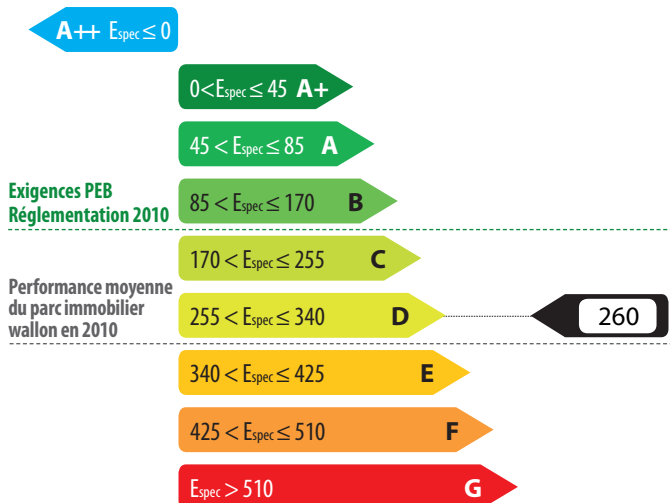 A++ Espec ≤ 0
0<Espec ≤ 45 A+
45 < Espec ≤ 85 A
Exigences PEB
Réglementation 2010
85 < Espec ≤ 170 B
170 < Espec ≤ 255 C
Performance moyenne
du parc immobilier
wallon en 2010
255 < Espec ≤ 340 D
260
340 < Espec ≤ 425 E
425 < Espec ≤ 510 F
Espec > 510 G